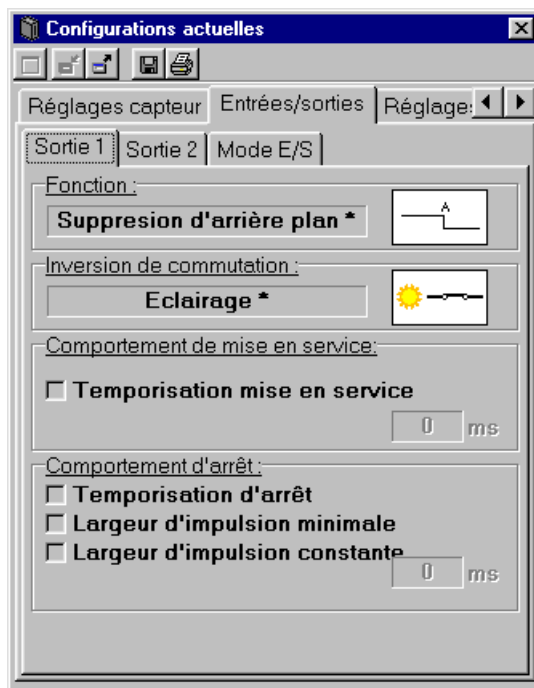 Configurations actuelles
Réglages capteur Entrées/sorties
Sortie 1 Sortie 2 Mode E/S
Fonction :
Suppresion d'arrière plan *
A
Inversion de commutation :
Eclairage *
Comportement de mise en service:
Temporisation mise en service
0 ms
Comportement d'arrêt :
Temporisation d'arrêt
Largeur d'impulsion minimale
Largeur d'impulsion constante
0 ms